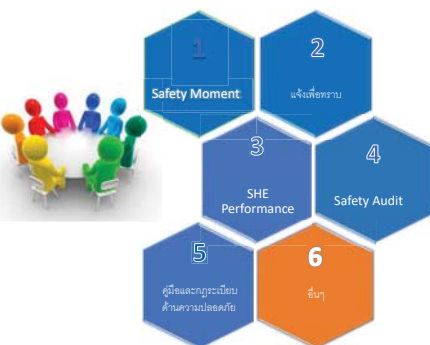 1
Safety Moment
2
แจ้งเพื่อทราบ
3
SHE
Performance
4
Safety Audit
5
คู่มือและกฎระเบียบ
ด้านความปลอดภัย
6
อื่นๆ